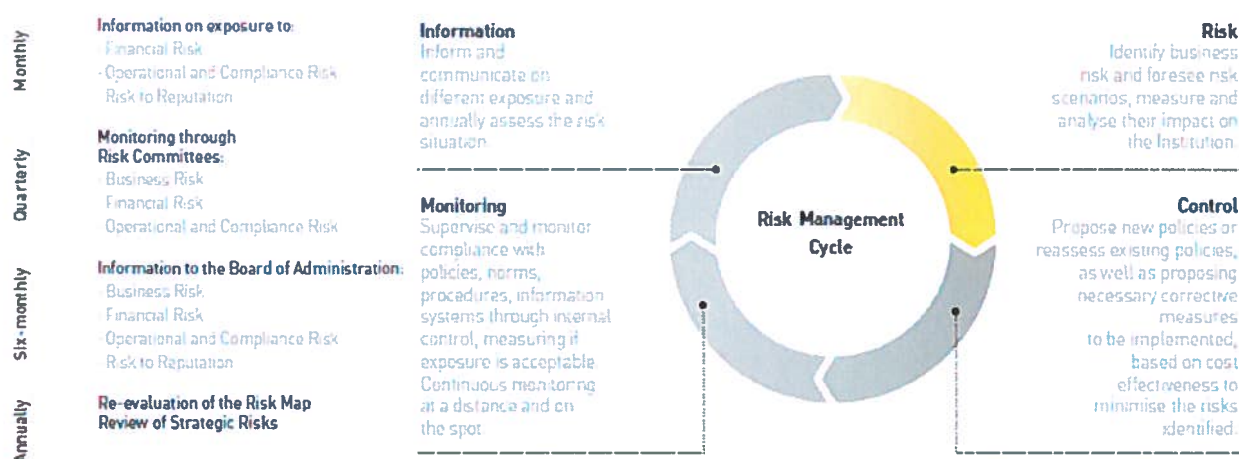 Monthly
Information on exposure to:
- Financial Risk
- Operational and Compliance Risk
Risk to Reputation
Quarterly
Monitoring through
Risk Committees:
- Business Risk
Financial Risk
Operational and Compliance Risk
Six-monthly
Information to the Board of Administration:
- Business Risk
- Financial Risk
- Operational and Compliance Risk
Risk to Reputation
Annually
Re-evaluation of the Risk Map
Review of Strategic Risks
Information
Inform and
communicate on
different exposure and
annually assess the risk
situation.
Monitoring
Supervise and monitor
compliance with
policies, norms,
procedures, information
systems through internal
control, measuring if
exposure is acceptable.
Continuous monitoring
at a distance and on
the spot.
Risk Management
Cycle
Risk
Identify business
risk and foresee risk
scenarios, measure and
analyse their impact on
the Institution.
Control
Propose new policies or
reassess existing policies,
as well as proposing
necessary corrective
measures
to be implemented,
based on cost
effectiveness to
minimise the risks
identified.